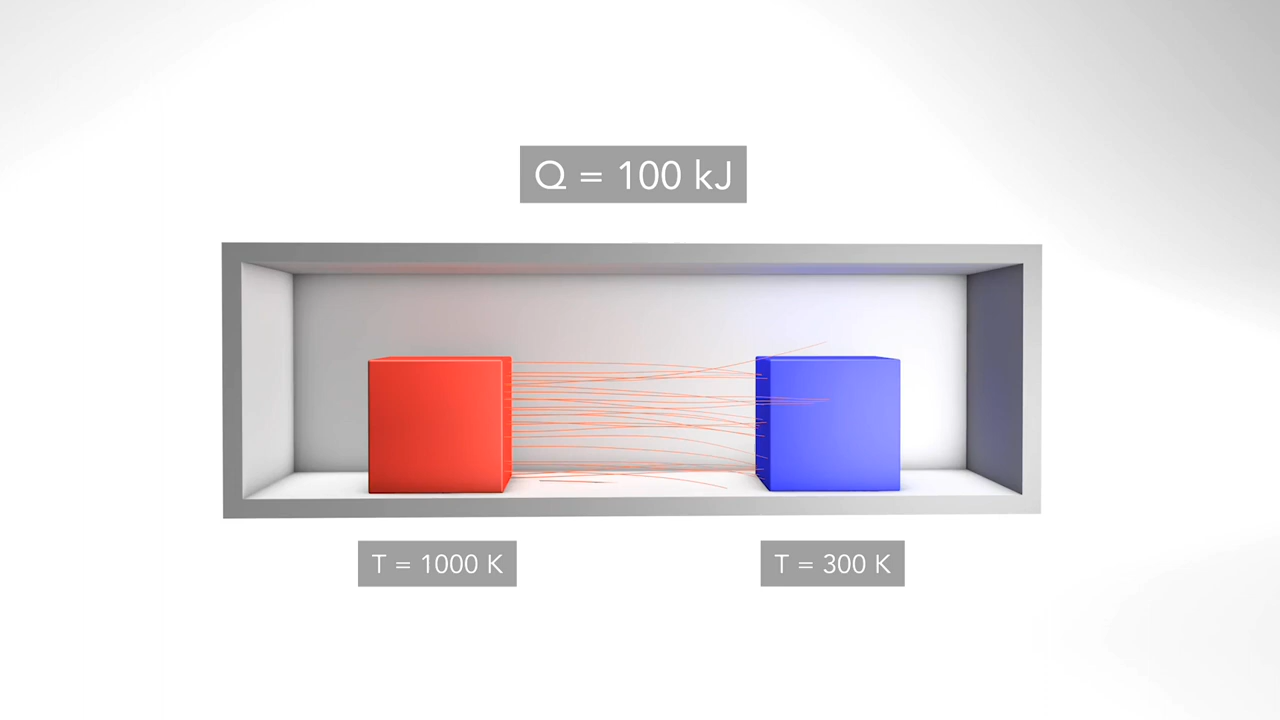 Q = 100 kJ
T = 1000 K
T = 300 K